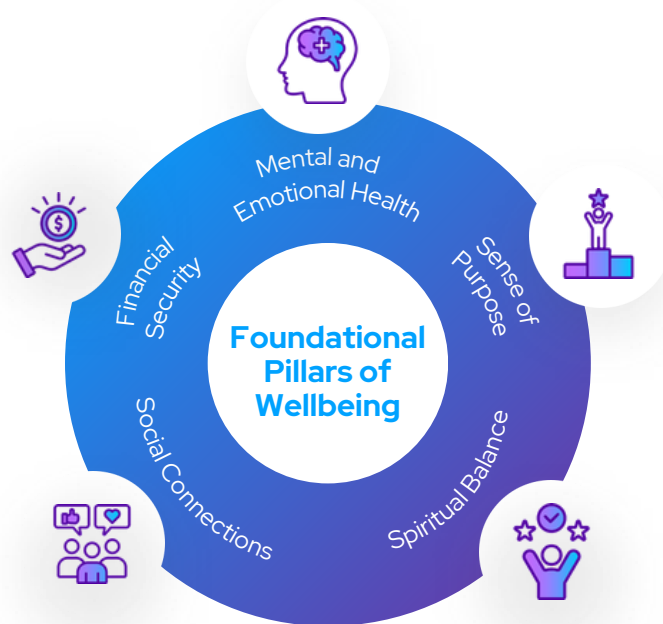 Mental and
Emotional Health
Sense of
Purpose
Spiritual Balance
Social Connections
Financial
Security
Foundational
Pillars of
Wellbeing
$